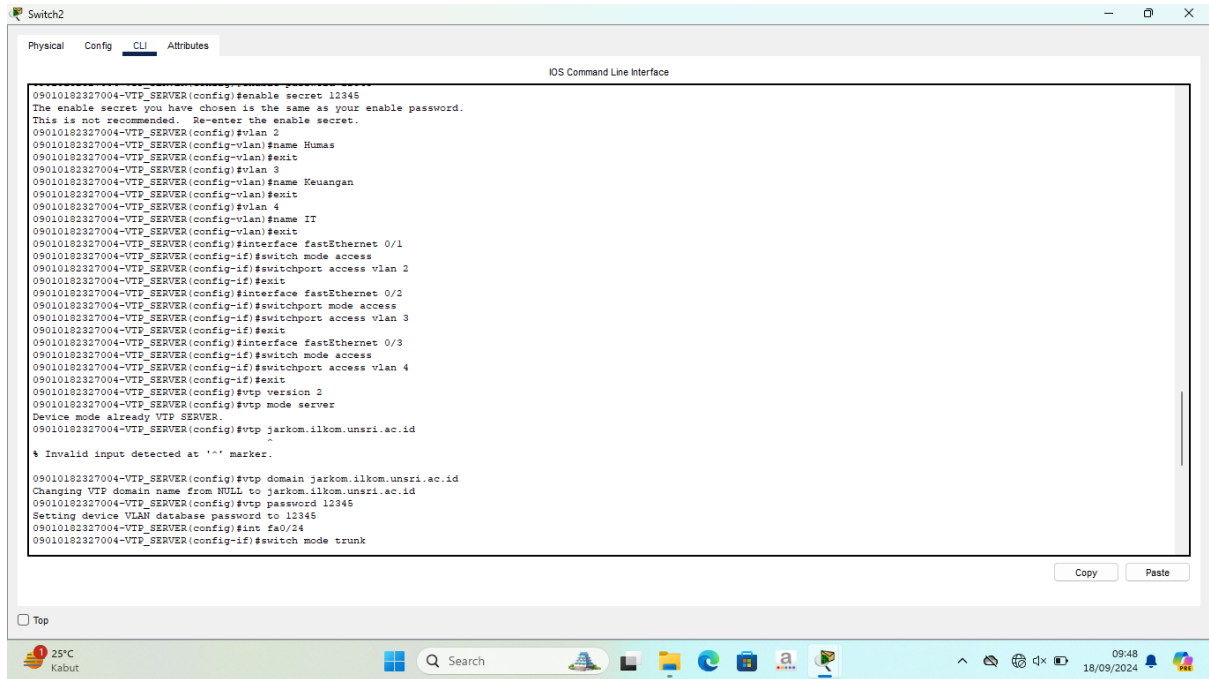 Switch2
Physical Config CLI Attributes
IOS Command Line Interface
09010182327004-VTP_SERVER(config)#enable secret 12345
The enable secret you have chosen is the same as your enable password.
This is not recommended.  Re-enter the enable secret.
09010182327004-VTP_SERVER(config)#vlan 2
09010182327004-VTP_SERVER(config-vlan)#name Humas
09010182327004-VTP_SERVER(config-vlan)#exit
09010182327004-VTP_SERVER(config)#vlan 3
09010182327004-VTP_SERVER(config-vlan)#name Keuangan
09010182327004-VTP_SERVER(config-vlan)#exit
09010182327004-VTP_SERVER(config)#vlan 4
09010182327004-VTP_SERVER(config-vlan)#name IT
09010182327004-VTP_SERVER(config-vlan)#exit
09010182327004-VTP_SERVER(config)#interface fastEthernet 0/1
09010182327004-VTP_SERVER(config-if)#switch mode access
09010182327004-VTP_SERVER(config-if)#switchport access vlan 2
09010182327004-VTP_SERVER(config-if)#exit
09010182327004-VTP_SERVER(config)#interface fastEthernet 0/2
09010182327004-VTP_SERVER(config-if)#switchport mode access
09010182327004-VTP_SERVER(config-if)#switchport access vlan 3
09010182327004-VTP_SERVER(config-if)#exit
09010182327004-VTP_SERVER(config)#interface fastEthernet 0/3
09010182327004-VTP_SERVER(config-if)#switch mode access
09010182327004-VTP_SERVER(config-if)#switchport access vlan 4
09010182327004-VTP_SERVER(config-if)#exit
09010182327004-VTP_SERVER(config)#vtp version 2
09010182327004-VTP_SERVER(config)#vtp mode server
Device mode already VTP SERVER.
09010182327004-VTP_SERVER(config)#vtp jarkom.ilkom.unsri.ac.id
^
% Invalid input detected at '^' marker.
09010182327004-VTP_SERVER(config)#vtp domain jarkom.ilkom.unsri.ac.id
Changing VTP domain name from NULL to jarkom.ilkom.unsri.ac.id
09010182327004-VTP_SERVER(config)#vtp password 12345
Setting device VLAN database password to 12345
09010182327004-VTP_SERVER(config)#int fa0/24
09010182327004-VTP_SERVER(config-if)#switch mode trunk
Copy Paste
Top
1
25°C
Kabut
Search
a
09:48
18/09/2024
PRE